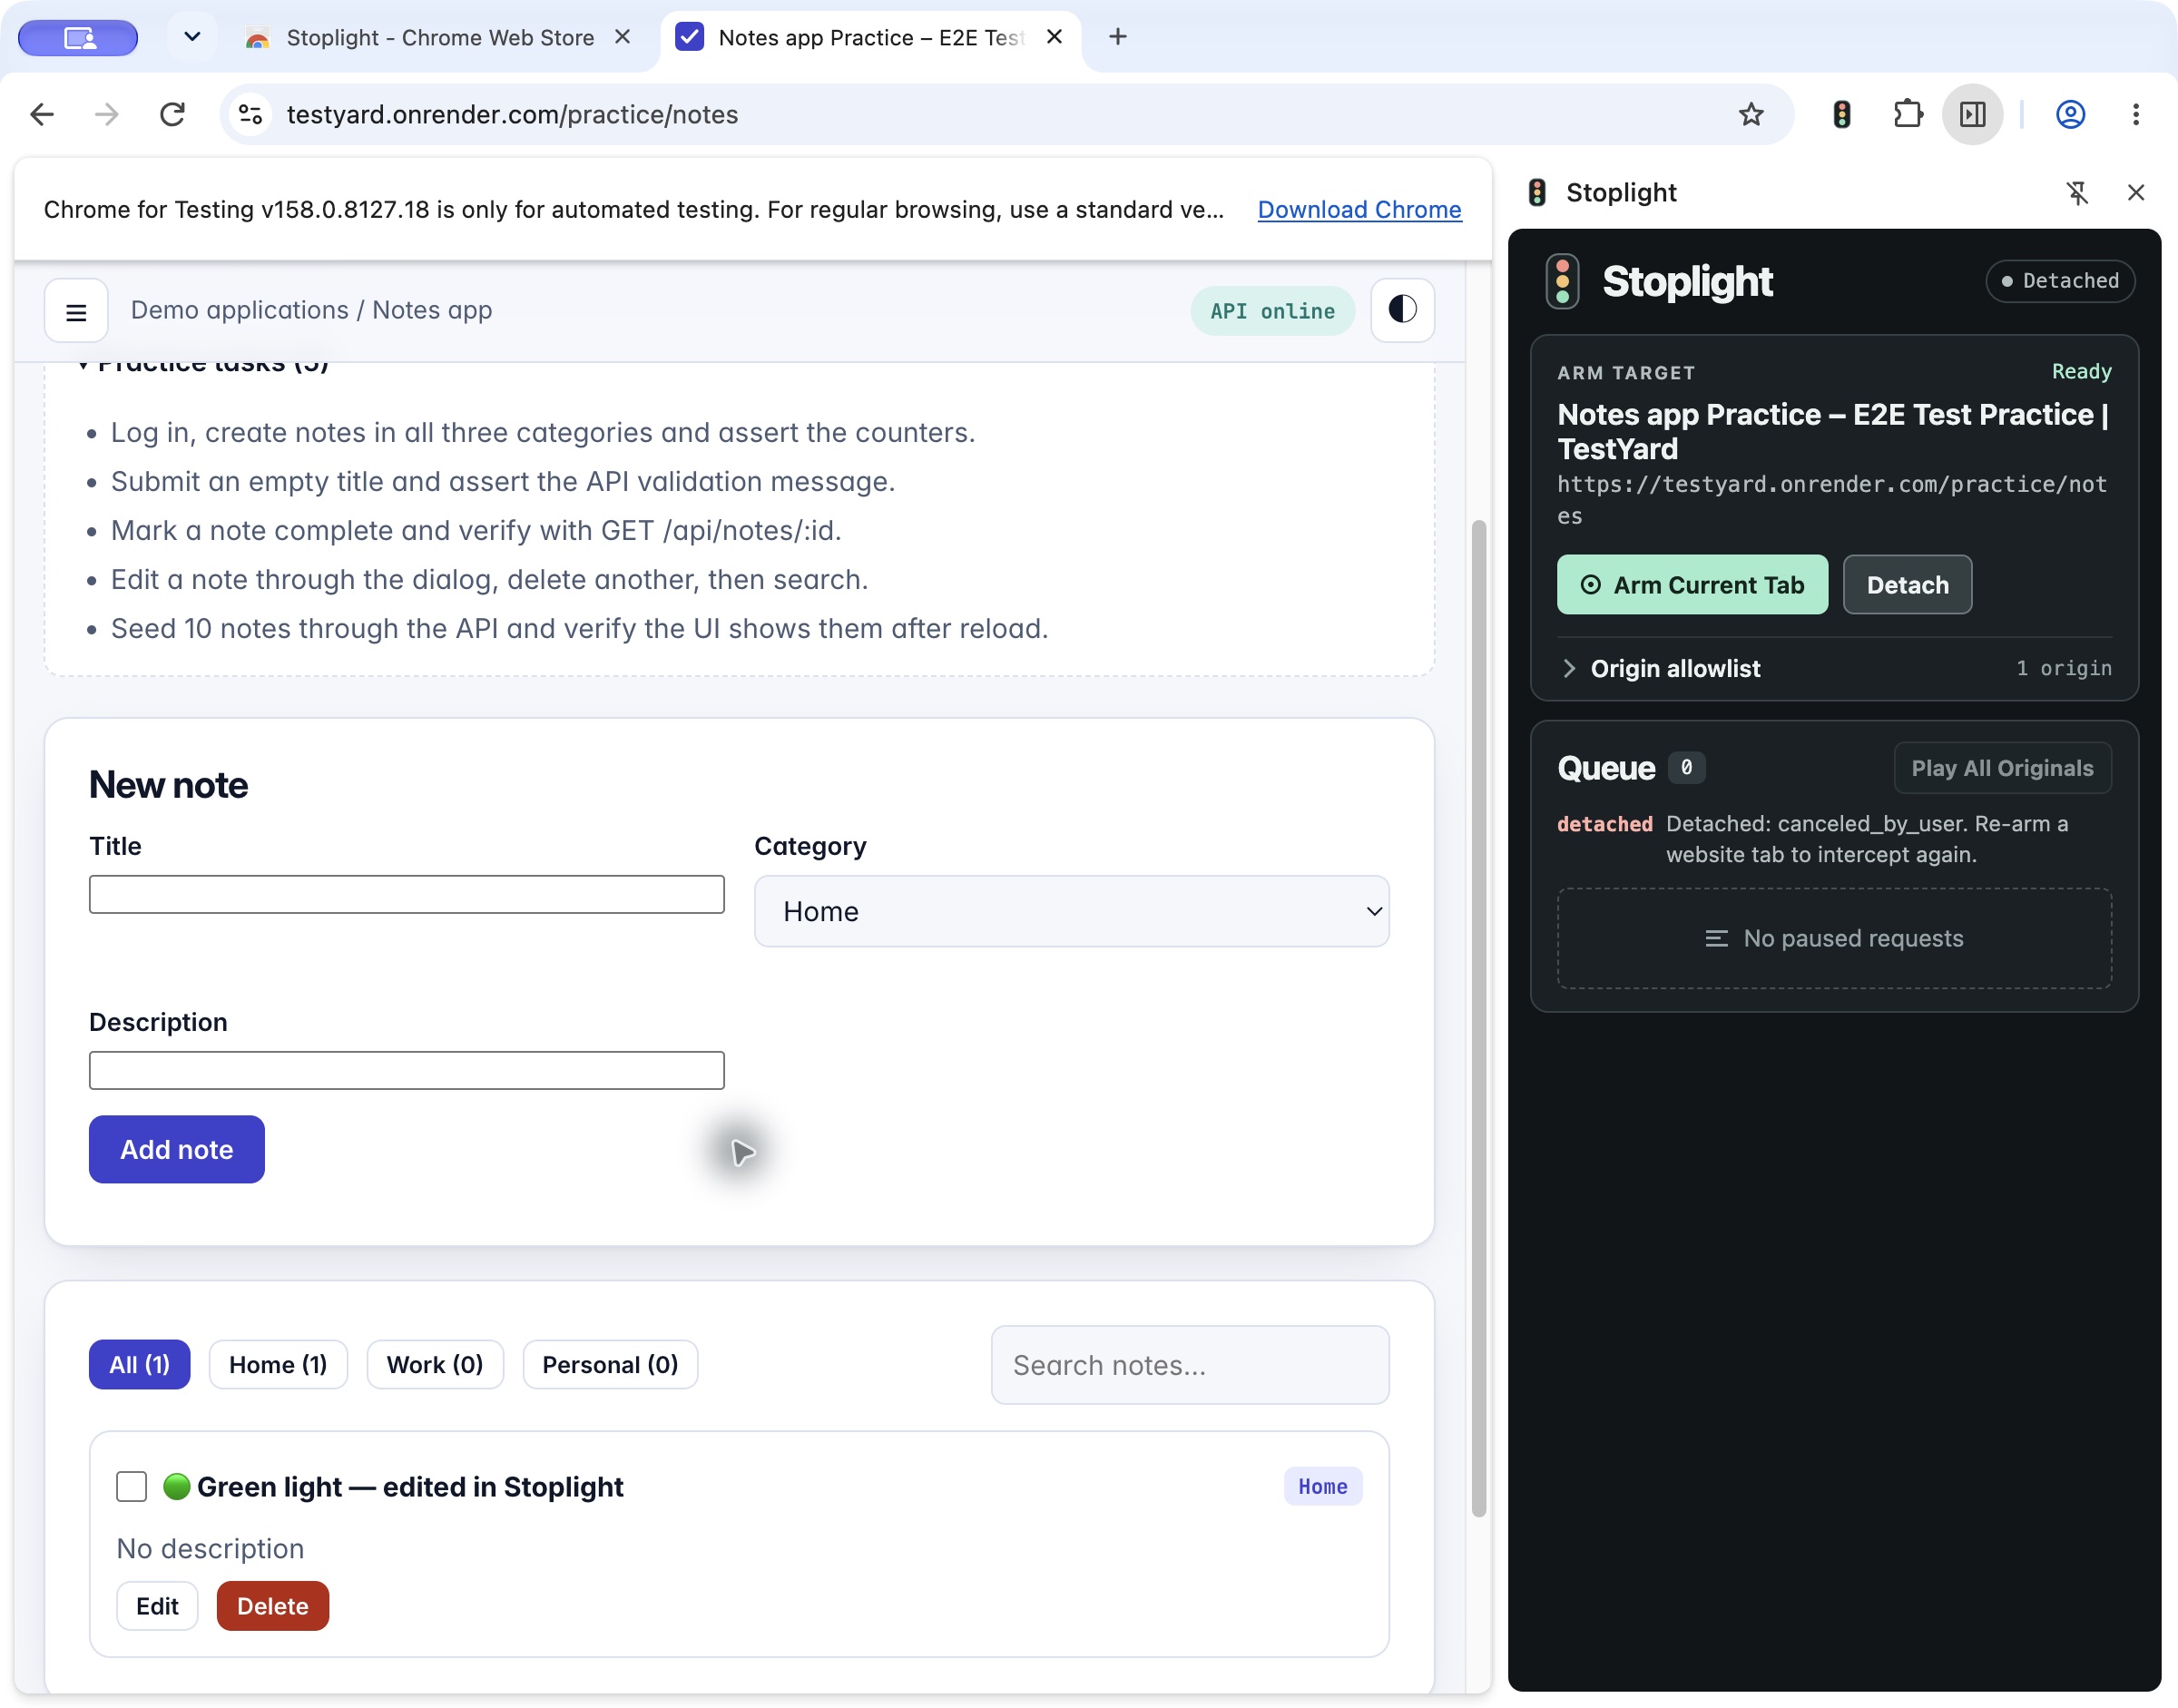 Stoplight - Chrome Web Store
Notes app Practice – E2E Test
testyard.onrender.com/practice/notes
Chrome for Testing v158.0.8127.18 is only for automated testing. For regular browsing, use a standard ve...
Download Chrome
Demo applications / Notes app
API online
Practice tasks (5)
• Log in, create notes in all three categories and assert the counters.
• Submit an empty title and assert the API validation message.
• Mark a note complete and verify with GET /api/notes/:id.
• Edit a note through the dialog, delete another, then search.
• Seed 10 notes through the API and verify the UI shows them after reload.
New note
Title
Category
Home
Description
Add note
All (1)
Home (1)
Work (0)
Personal (0)
Search notes...
Green light — edited in Stoplight
Home
No description
Edit
Delete
Stoplight
Stoplight
Detached
ARM TARGET
Ready
Notes app Practice – E2E Test Practice |
TestYard
https://testyard.onrender.com/practice/not
es
Arm Current Tab
Detach
Origin allowlist
1 origin
Queue 0
Play All Originals
detached Detached: canceled_by_user. Re-arm a
website tab to intercept again.
No paused requests